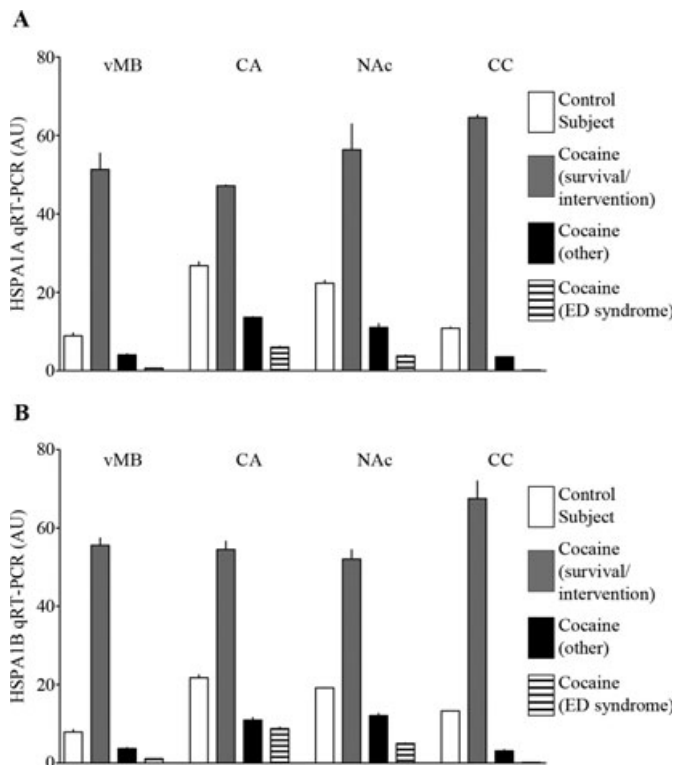 A
80
60
40
20
0
HSPA1A qRT-PCR (AU)
vMB CA NAc CC
Control
Subject
Cocaine
(survival/
intervention)
Cocaine
(other)
Cocaine
(ED syndrome)
B
80
60
40
20
0
HSPA1B qRT-PCR (AU)
vMB CA NAc CC
Control
Subject
Cocaine
(survival/
intervention)
Cocaine
(other)
Cocaine
(ED syndrome)